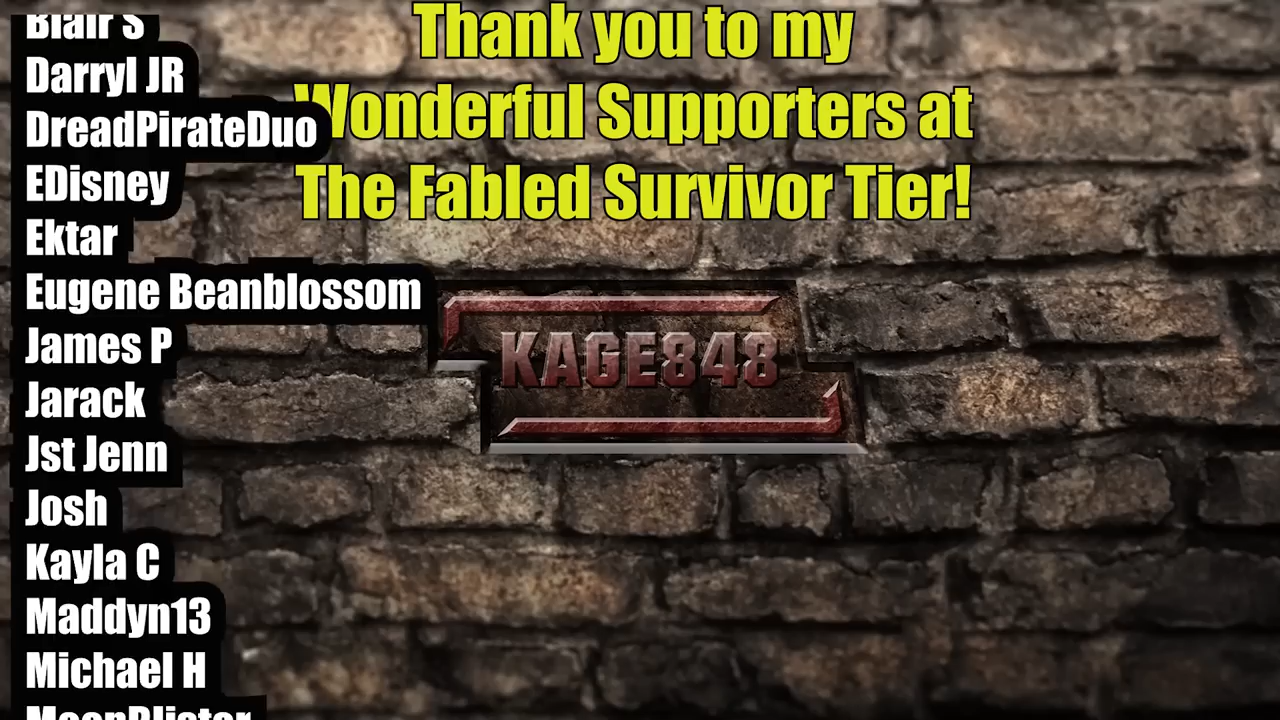 Thank you to my
Wonderful Supporters at
The Fabled Survivor Tier!
Blair S
Darryl JR
DreadPirateDuo
EDisney
Ektar
Eugene Beanblossom
James P
Jarack
Jst Jenn
Josh
Kayla C
Maddyn13
Michael H
KAGE848